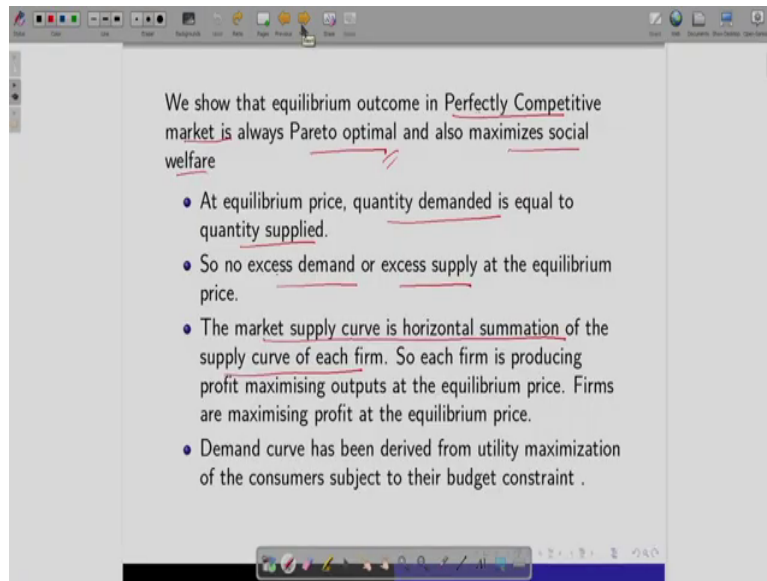 We show that equilibrium outcome in Perfectly Competitive
market is always Pareto optimal and also maximizes social
welfare
At equilibrium price, quantity demanded is equal to
quantity supplied.
So no excess demand or excess supply at the equilibrium
price.
The market supply curve is horizontal summation of the
supply curve of each firm. So each firm is producing
profit maximising outputs at the equilibrium price. Firms
are maximising profit at the equilibrium price.
Demand curve has been derived from utility maximization
of the consumers subject to their budget constraint .